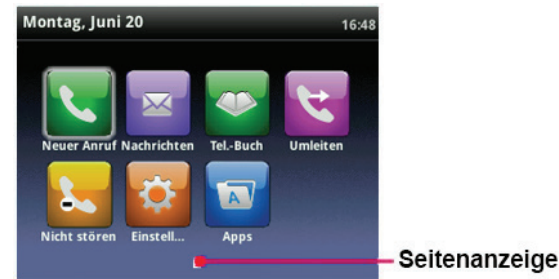 Montag, Juni 20 16:48
Neuer Anruf Nachrichten Tel.-Buch Umleiten
Nicht stören Einstell... Apps
A
Seitenanzeige